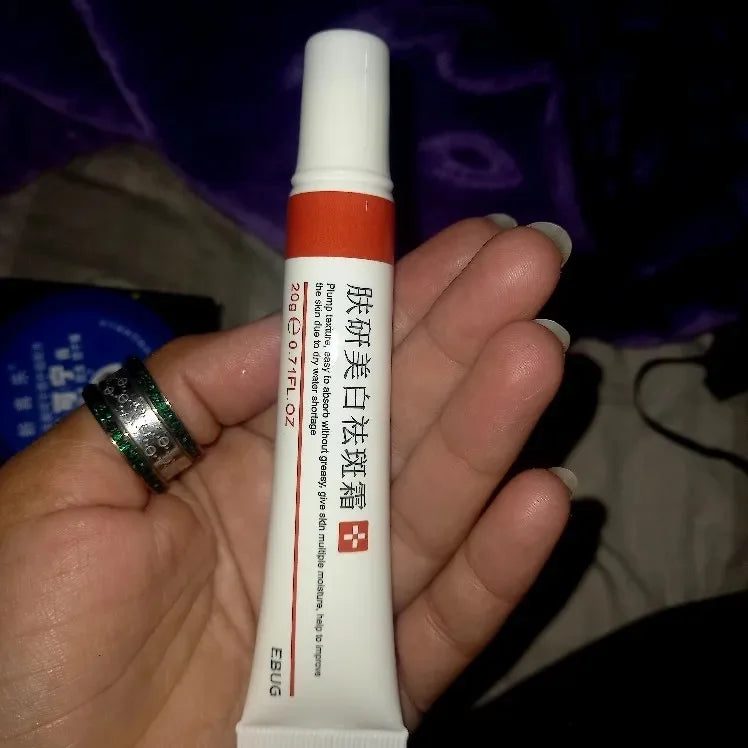 肤研美白祛斑霜
Plump texture, easy to absorb without greasy, give skin multiple moisture, help to improve
the skin due to dry water shortage
20g ℮ 0.71FL.OZ
EBUG